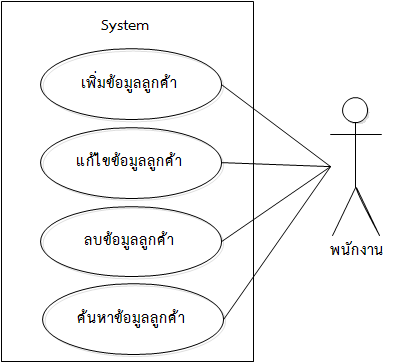 System
เพิ่มข้อมูลลูกค้า
แก้ไขข้อมูลลูกค้า
ลบข้อมูลลูกค้า
ค้นหาข้อมูลลูกค้า
พนักงาน